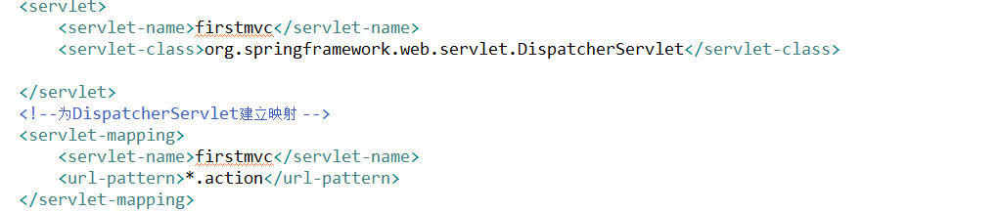 <servlet>
<servlet-name>firstmvc</servlet-name>
<servlet-class>org.springframework.web.servlet.DispatcherServlet</servlet-class>
</servlet>
<!--为DispatcherServlet建立映射 -->
<servlet-mapping>
<servlet-name>firstmvc</servlet-name>
<url-pattern>*.action</url-pattern>
</servlet-mapping>